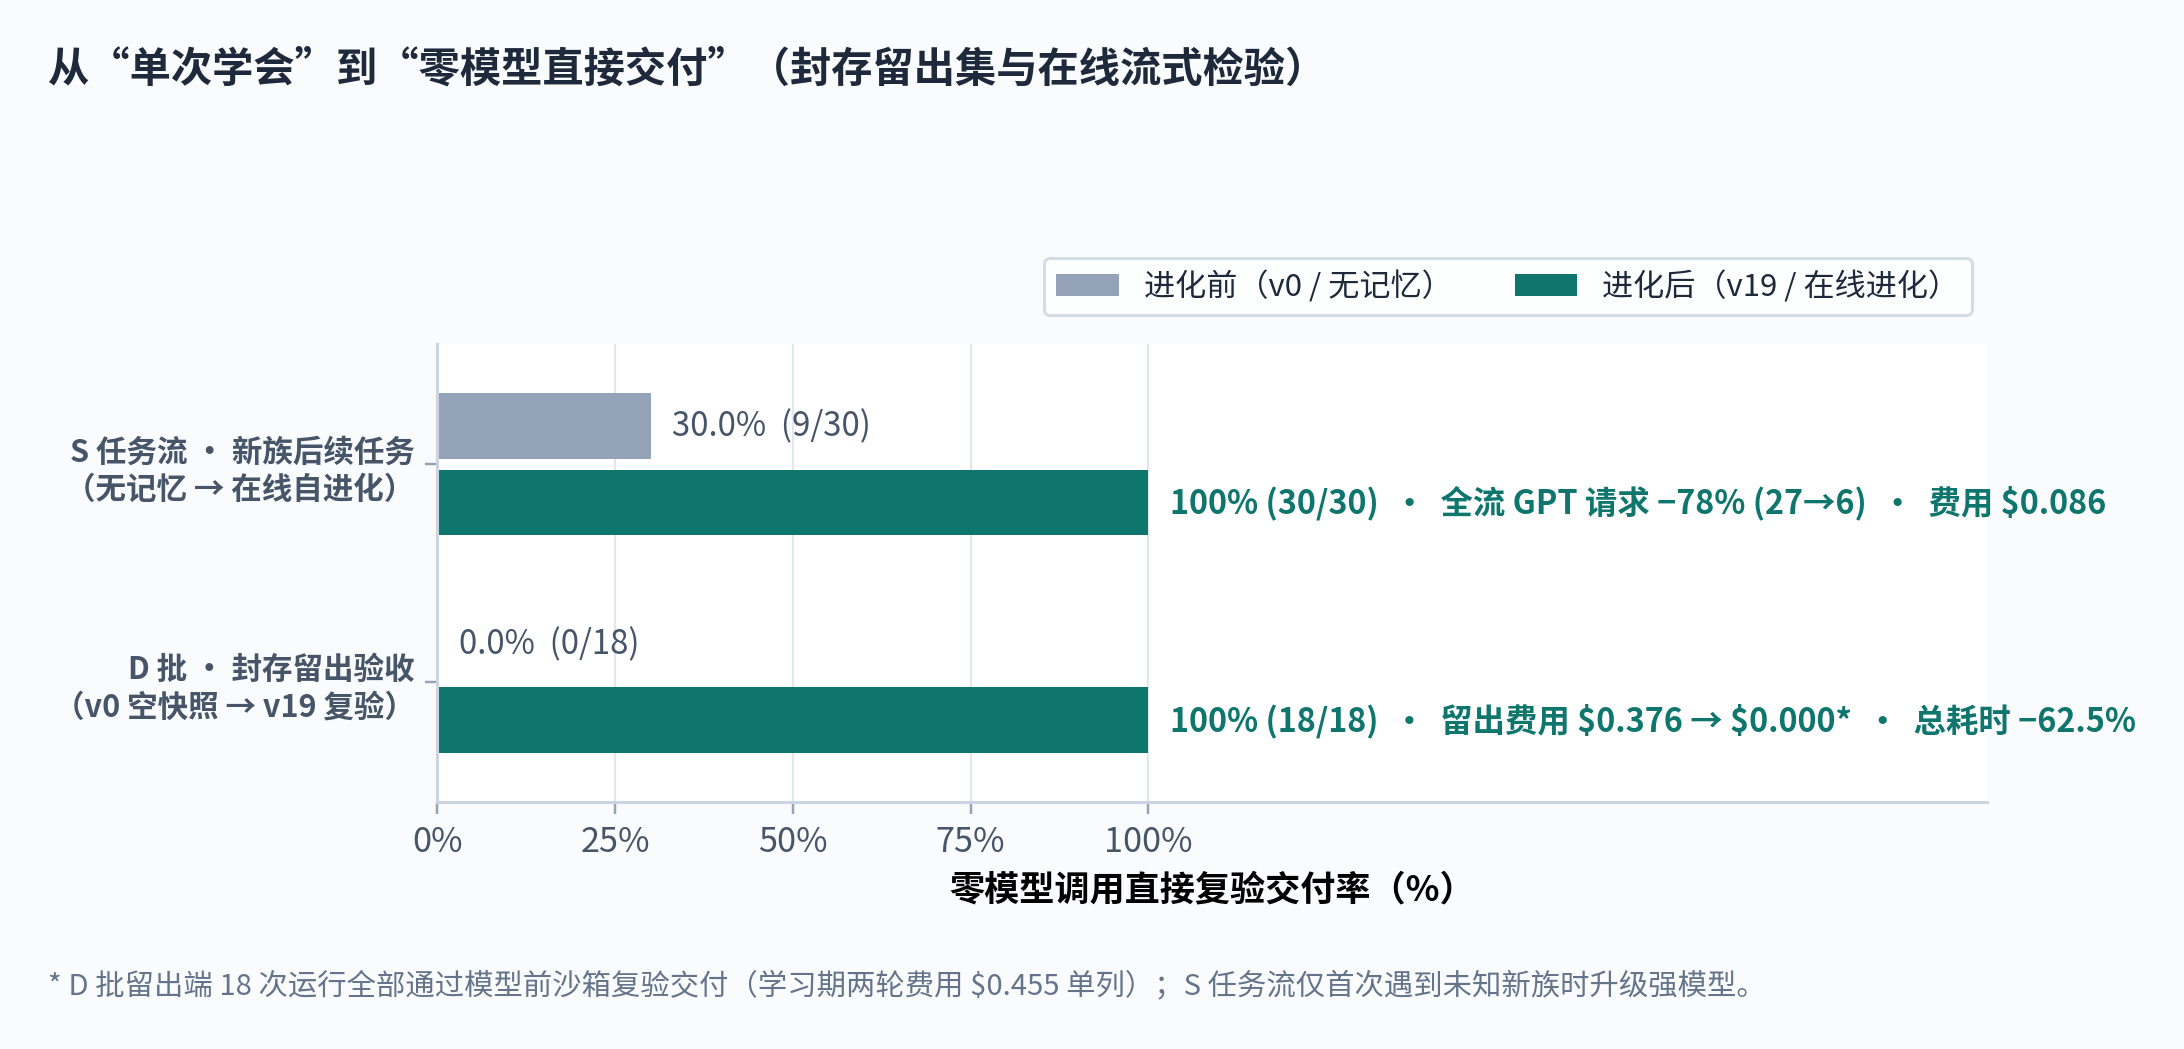 从“单次学会”到“零模型直接交付”（封存留出集与在线流式检验）
进化前（v0 / 无记忆）
进化后（v19 / 在线进化）
S 任务流 · 新族后续任务
（无记忆 → 在线自进化）
30.0% (9/30)
100% (30/30) · 全流 GPT 请求 −78% (27→6) · 费用 $0.086
D 批 · 封存留出验收
（v0 空快照 → v19 复验）
0.0% (0/18)
100% (18/18) · 留出费用 $0.376 → $0.000* · 总耗时 −62.5%
0% 25% 50% 75% 100%
零模型调用直接复验交付率（%）
* D 批留出端 18 次运行全部通过模型前沙箱复验交付（学习期两轮费用 $0.455 单列）；S 任务流仅首次遇到未知新族时升级强模型。